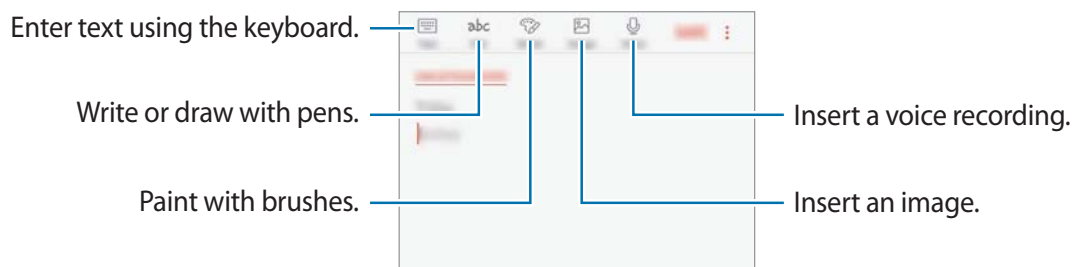 Enter text using the keyboard.
abc
Write or draw with pens.
Insert a voice recording.
Paint with brushes.
Insert an image.